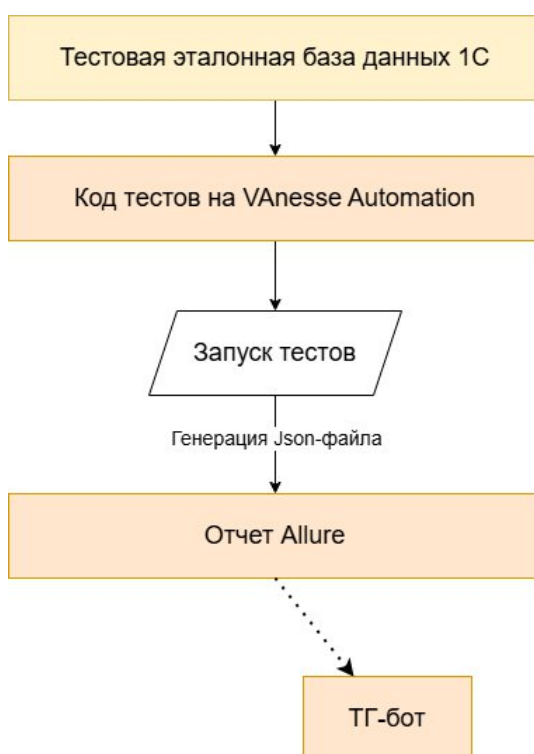 Тестовая эталонная база данных 1С
Код тестов на VAnesse Automation
Запуск тестов
Генерация Json-файла
Отчет Allure
ТГ-бот